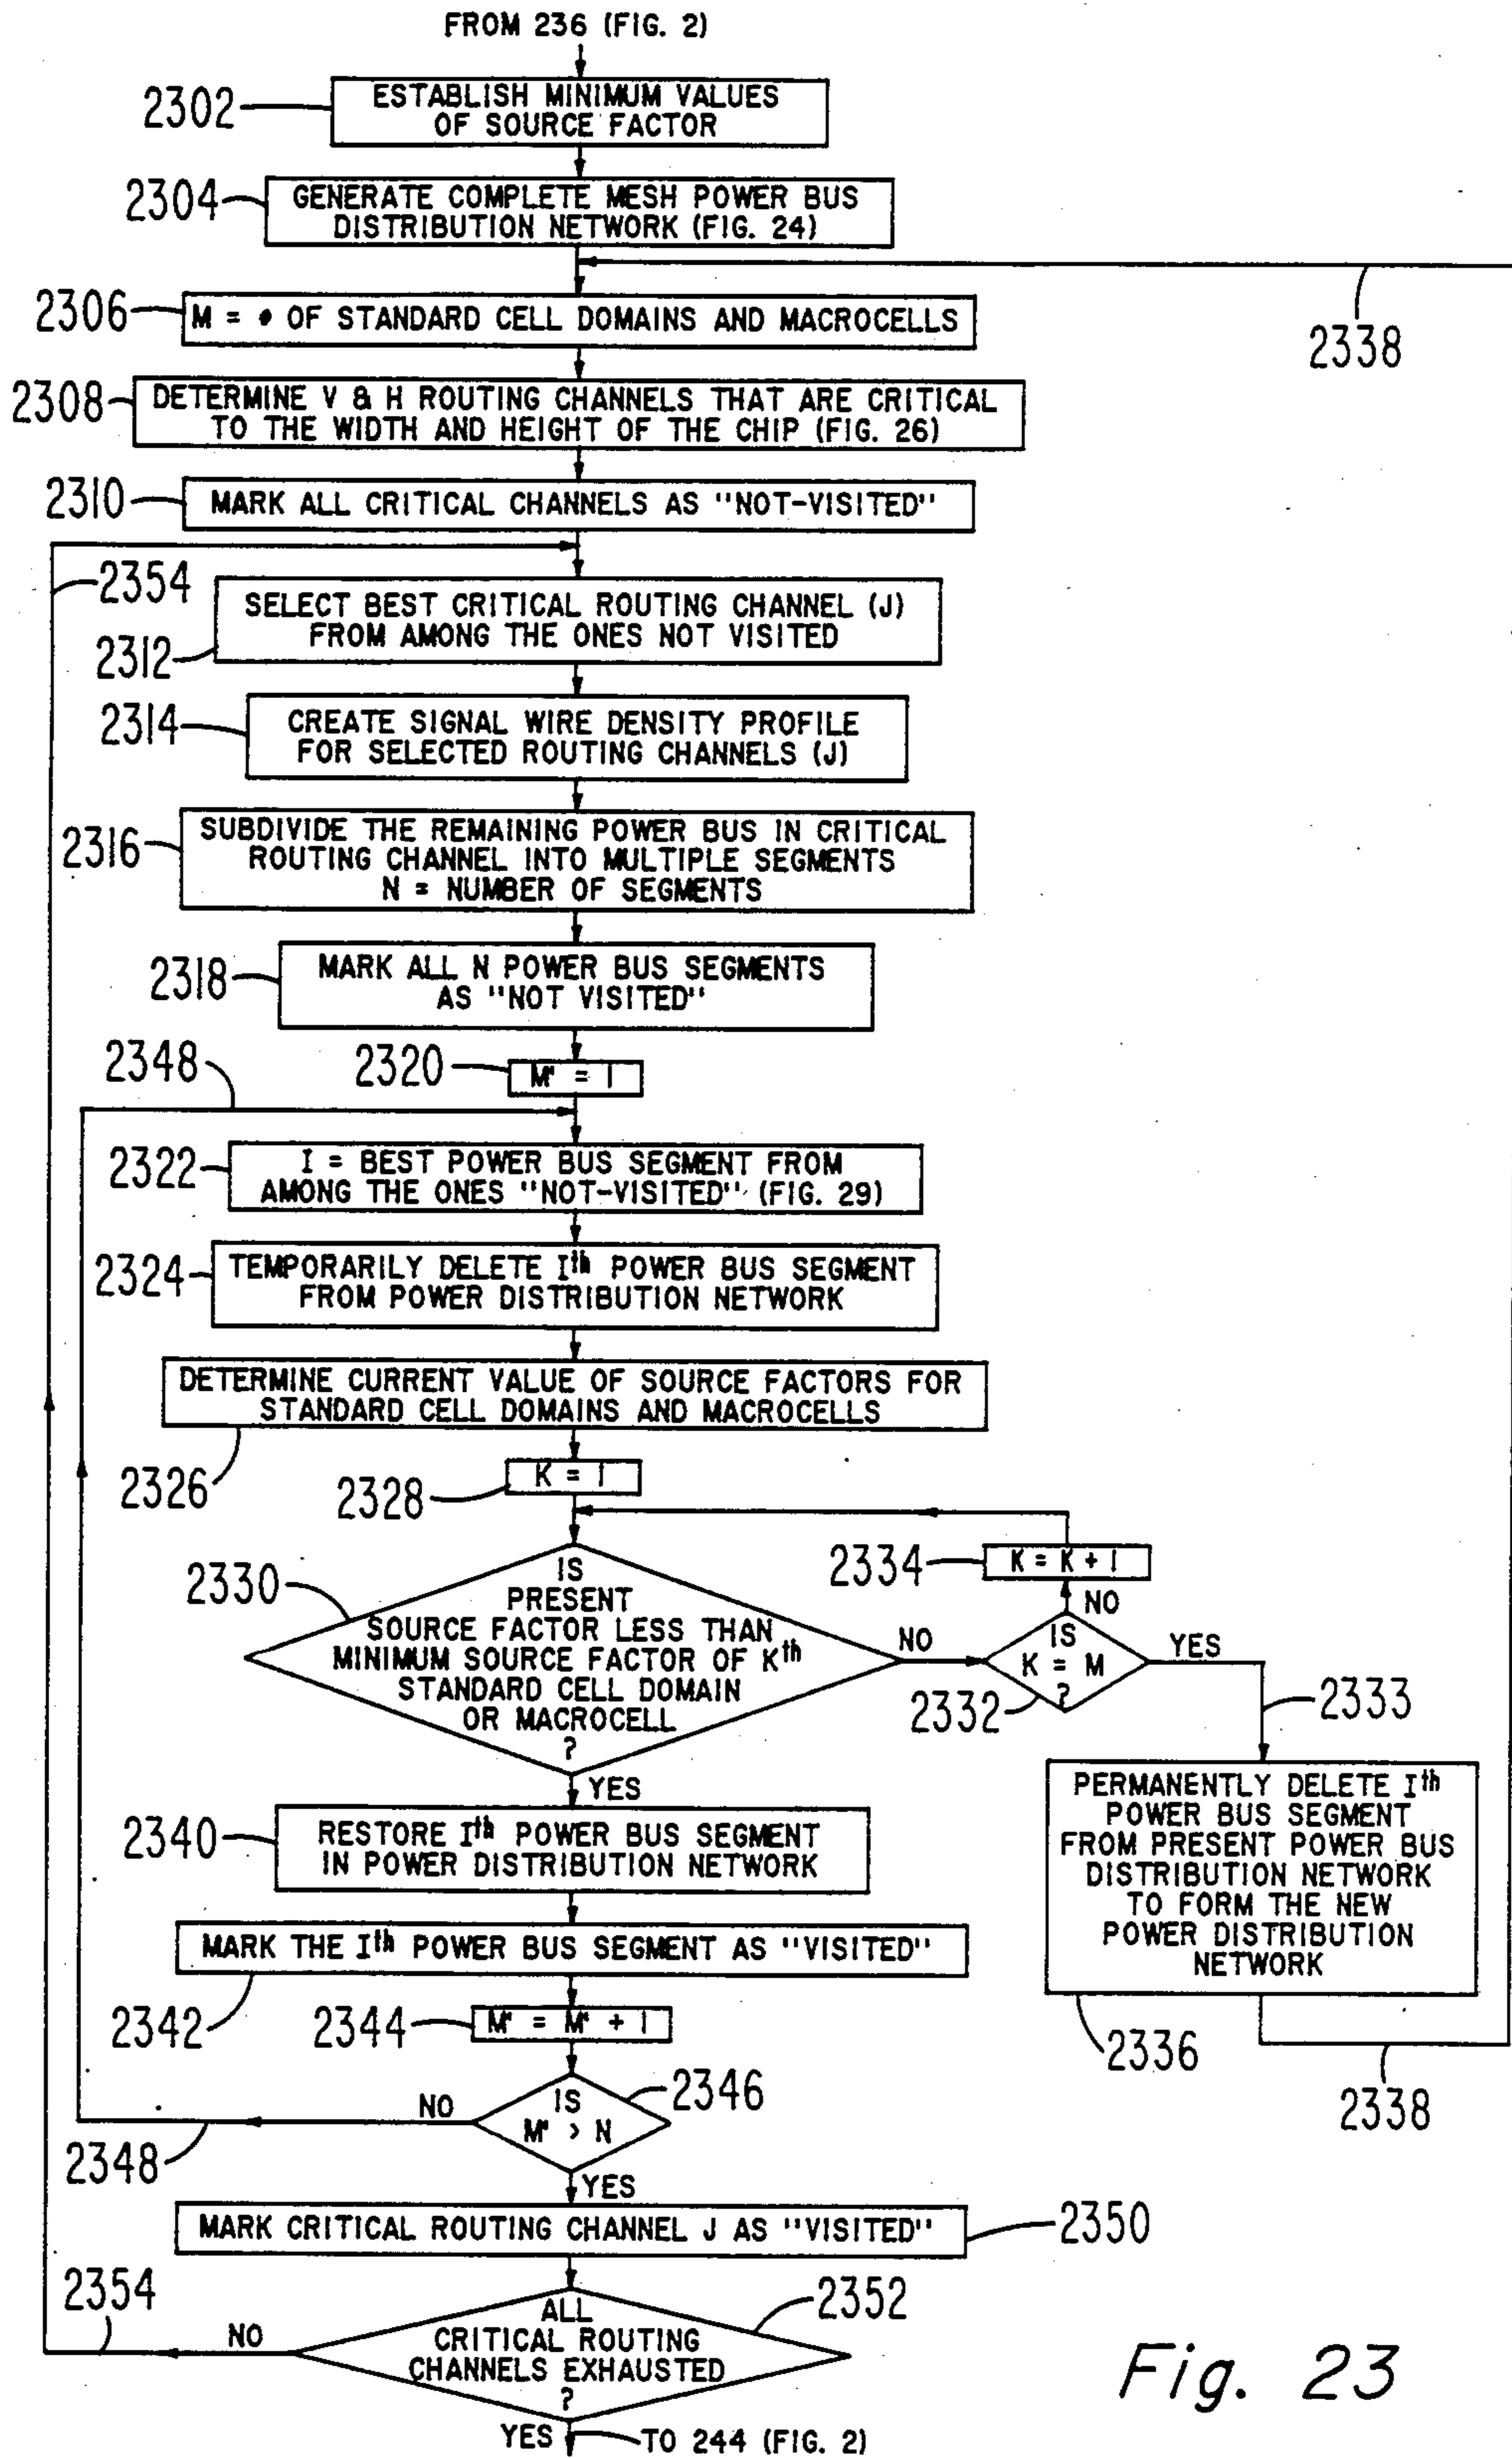 FROM 236 (FIG. 2)
2302
ESTABLISH MINIMUM VALUES
OF SOURCE FACTOR
2304
GENERATE COMPLETE MESH POWER BUS
DISTRIBUTION NETWORK (FIG. 24)
2338
2306
M = # OF STANDARD CELL DOMAINS AND MACROCELLS
2308
DETERMINE V & H ROUTING CHANNELS THAT ARE CRITICAL
TO THE WIDTH AND HEIGHT OF THE CHIP (FIG. 26)
2310
MARK ALL CRITICAL CHANNELS AS "NOT-VISITED"
2354
SELECT BEST CRITICAL ROUTING CHANNEL (J)
FROM AMONG THE ONES NOT VISITED
2312
2314
CREATE SIGNAL WIRE DENSITY PROFILE
FOR SELECTED ROUTING CHANNELS (J)
2316
SUBDIVIDE THE REMAINING POWER BUS IN CRITICAL
ROUTING CHANNEL INTO MULTIPLE SEGMENTS
N = NUMBER OF SEGMENTS
2318
MARK ALL N POWER BUS SEGMENTS
AS "NOT VISITED"
2348
2320
M' = 1
2322
I = BEST POWER BUS SEGMENT FROM
AMONG THE ONES "NOT-VISITED" (FIG. 29)
2324
TEMPORARILY DELETE Ith POWER BUS SEGMENT
FROM POWER DISTRIBUTION NETWORK
DETERMINE CURRENT VALUE OF SOURCE FACTORS FOR
STANDARD CELL DOMAINS AND MACROCELLS
2326
2328
K = 1
2334
K = K + 1
2330
IS
PRESENT
SOURCE FACTOR LESS THAN
MINIMUM SOURCE FACTOR OF Kth
STANDARD CELL DOMAIN
OR MACROCELL
?
NO
NO
IS
K = M
?
2332
YES
2333
YES
PERMANENTLY DELETE Ith
POWER BUS SEGMENT
FROM PRESENT POWER BUS
DISTRIBUTION NETWORK
TO FORM THE NEW
POWER DISTRIBUTION
NETWORK
2336
2338
2340
RESTORE Ith POWER BUS SEGMENT
IN POWER DISTRIBUTION NETWORK
MARK THE Ith POWER BUS SEGMENT AS "VISITED"
2342
2344
M' = M' + 1
IS
M' > N
2346
NO
2348
YES
MARK CRITICAL ROUTING CHANNEL J AS "VISITED"
2350
2354
NO
ALL
CRITICAL ROUTING
CHANNELS EXHAUSTED
?
2352
YES
TO 244 (FIG. 2)
Fig. 23